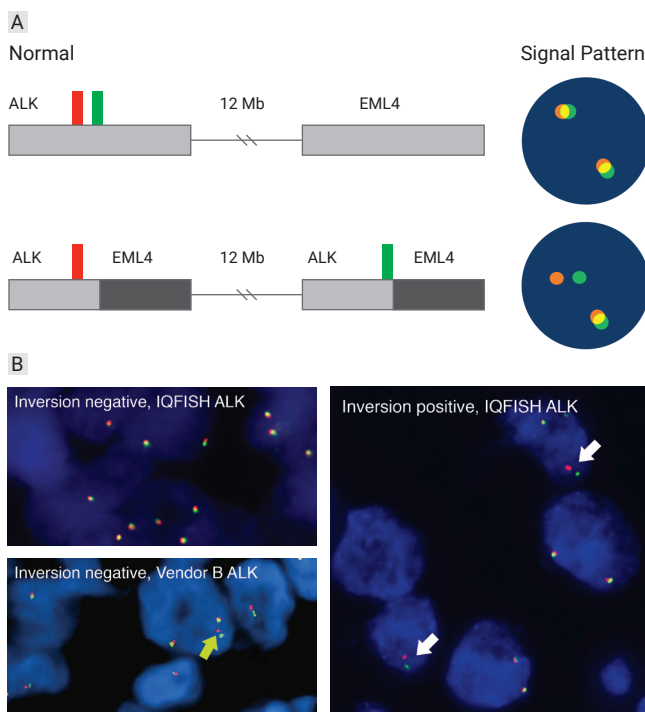 A
Normal
Signal Pattern
ALK
12 Mb
EML4
ALK
EML4
12 Mb
ALK
EML4
B
Inversion negative, IQFISH ALK
Inversion positive, IQFISH ALK
Inversion negative, Vendor B ALK